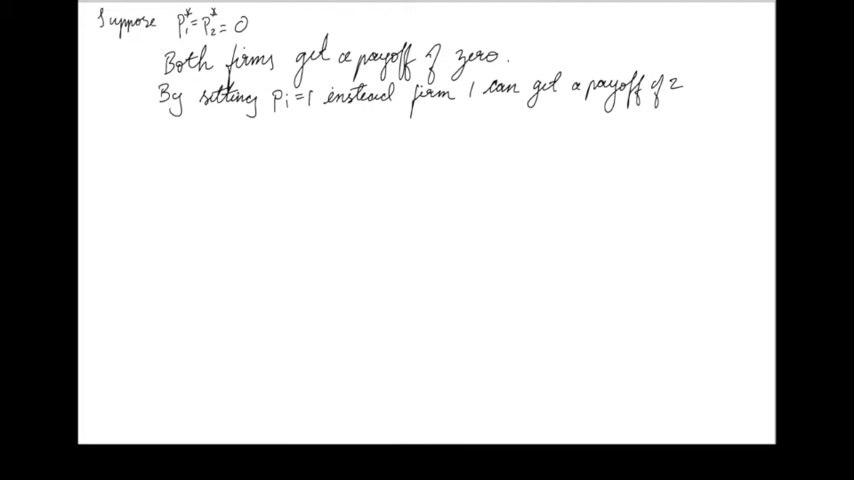 Suppose p₁* = p₂* = 0
Both firms get a payoff of zero.
By setting pᵢ = 1 instead firm 1 can get a payoff of 2